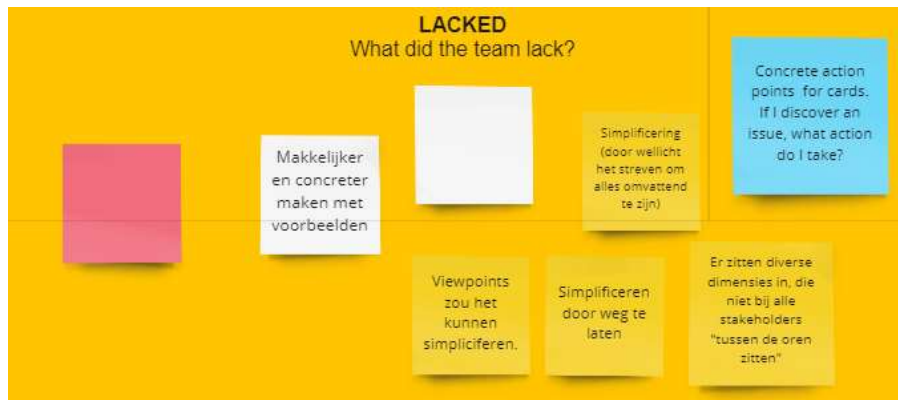 LACKED
What did the team lack?
Makkelijker
en concreter
maken met
voorbeelden
Simplificering
(door wellicht
het streven om
alles omvattend
te zijn)
Concrete action
points for cards.
If I discover an
issue, what action
do I take?
Viewpoints
zou het
kunnen
simpliciferen.
Simplificeren
door weg te
laten
Er zitten diverse
dimensies in, die
niet bij alle
stakeholders
"tussen de oren
zitten"